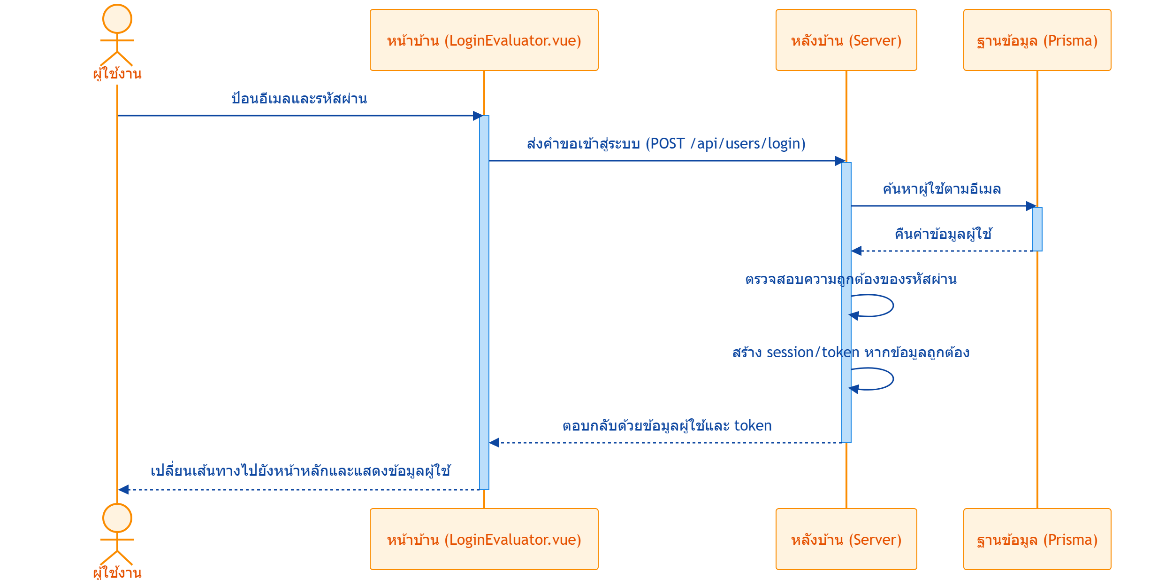 หน้าบ้าน (LoginEvaluator.vue)
หลังบ้าน (Server)
ฐานข้อมูล (Prisma)
ผู้ใช้งาน
ป้อนอีเมลและรหัสผ่าน
ส่งคำขอเข้าสู่ระบบ (POST /api/users/login)
ค้นหาผู้ใช้ตามอีเมล
คืนค่าข้อมูลผู้ใช้
ตรวจสอบความถูกต้องของรหัสผ่าน
สร้าง session/token หากข้อมูลถูกต้อง
ตอบกลับด้วยข้อมูลผู้ใช้และ token
เปลี่ยนเส้นทางไปยังหน้าหลักและแสดงข้อมูลผู้ใช้
หน้าบ้าน (LoginEvaluator.vue)
หลังบ้าน (Server)
ฐานข้อมูล (Prisma)
ผู้ใช้งาน